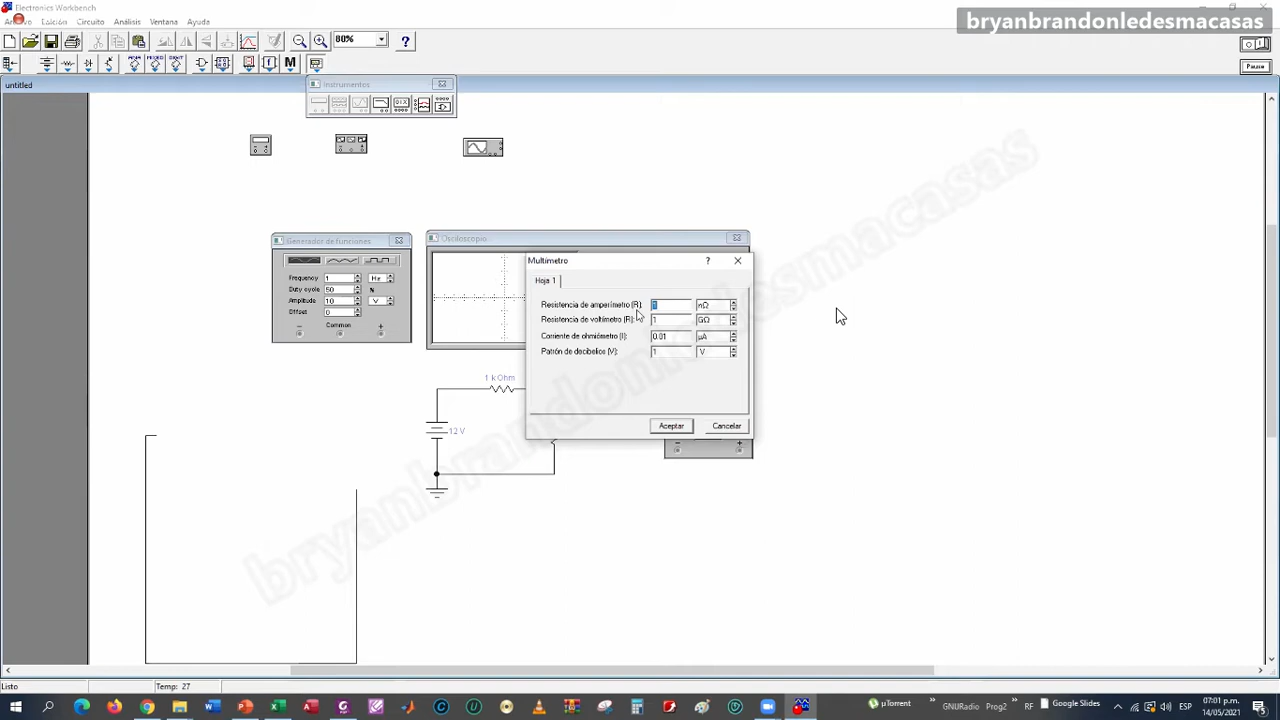 Electronics Workbench
bryanbrandonledesmacasas
Edición Circuito Análisis Ventana Ayuda
80%
?
M
Pause
untitled
Instrumentos
Generador de funciones
Osciloscopio
Frequency 1 Hz
Duty cycle 50 %
Amplitude 10 V
Offset 0
Common
Multímetro
?
Hoja 1
Resistencia de amperímetro (R): 1 nΩ
Resistencia de voltímetro (R): 1 GΩ
Corriente de ohmiómetro (I): 0.01 µA
Patrón de decibelios (V): 1 V
Aceptar
Cancelar
1 k Ohm
12 V
bryanbrandonledesmacasas
Listo
Temp: 27
µTorrent
GNURadio
Prog2
Google Slides
ESP
07:01 p.m.
14/05/2021